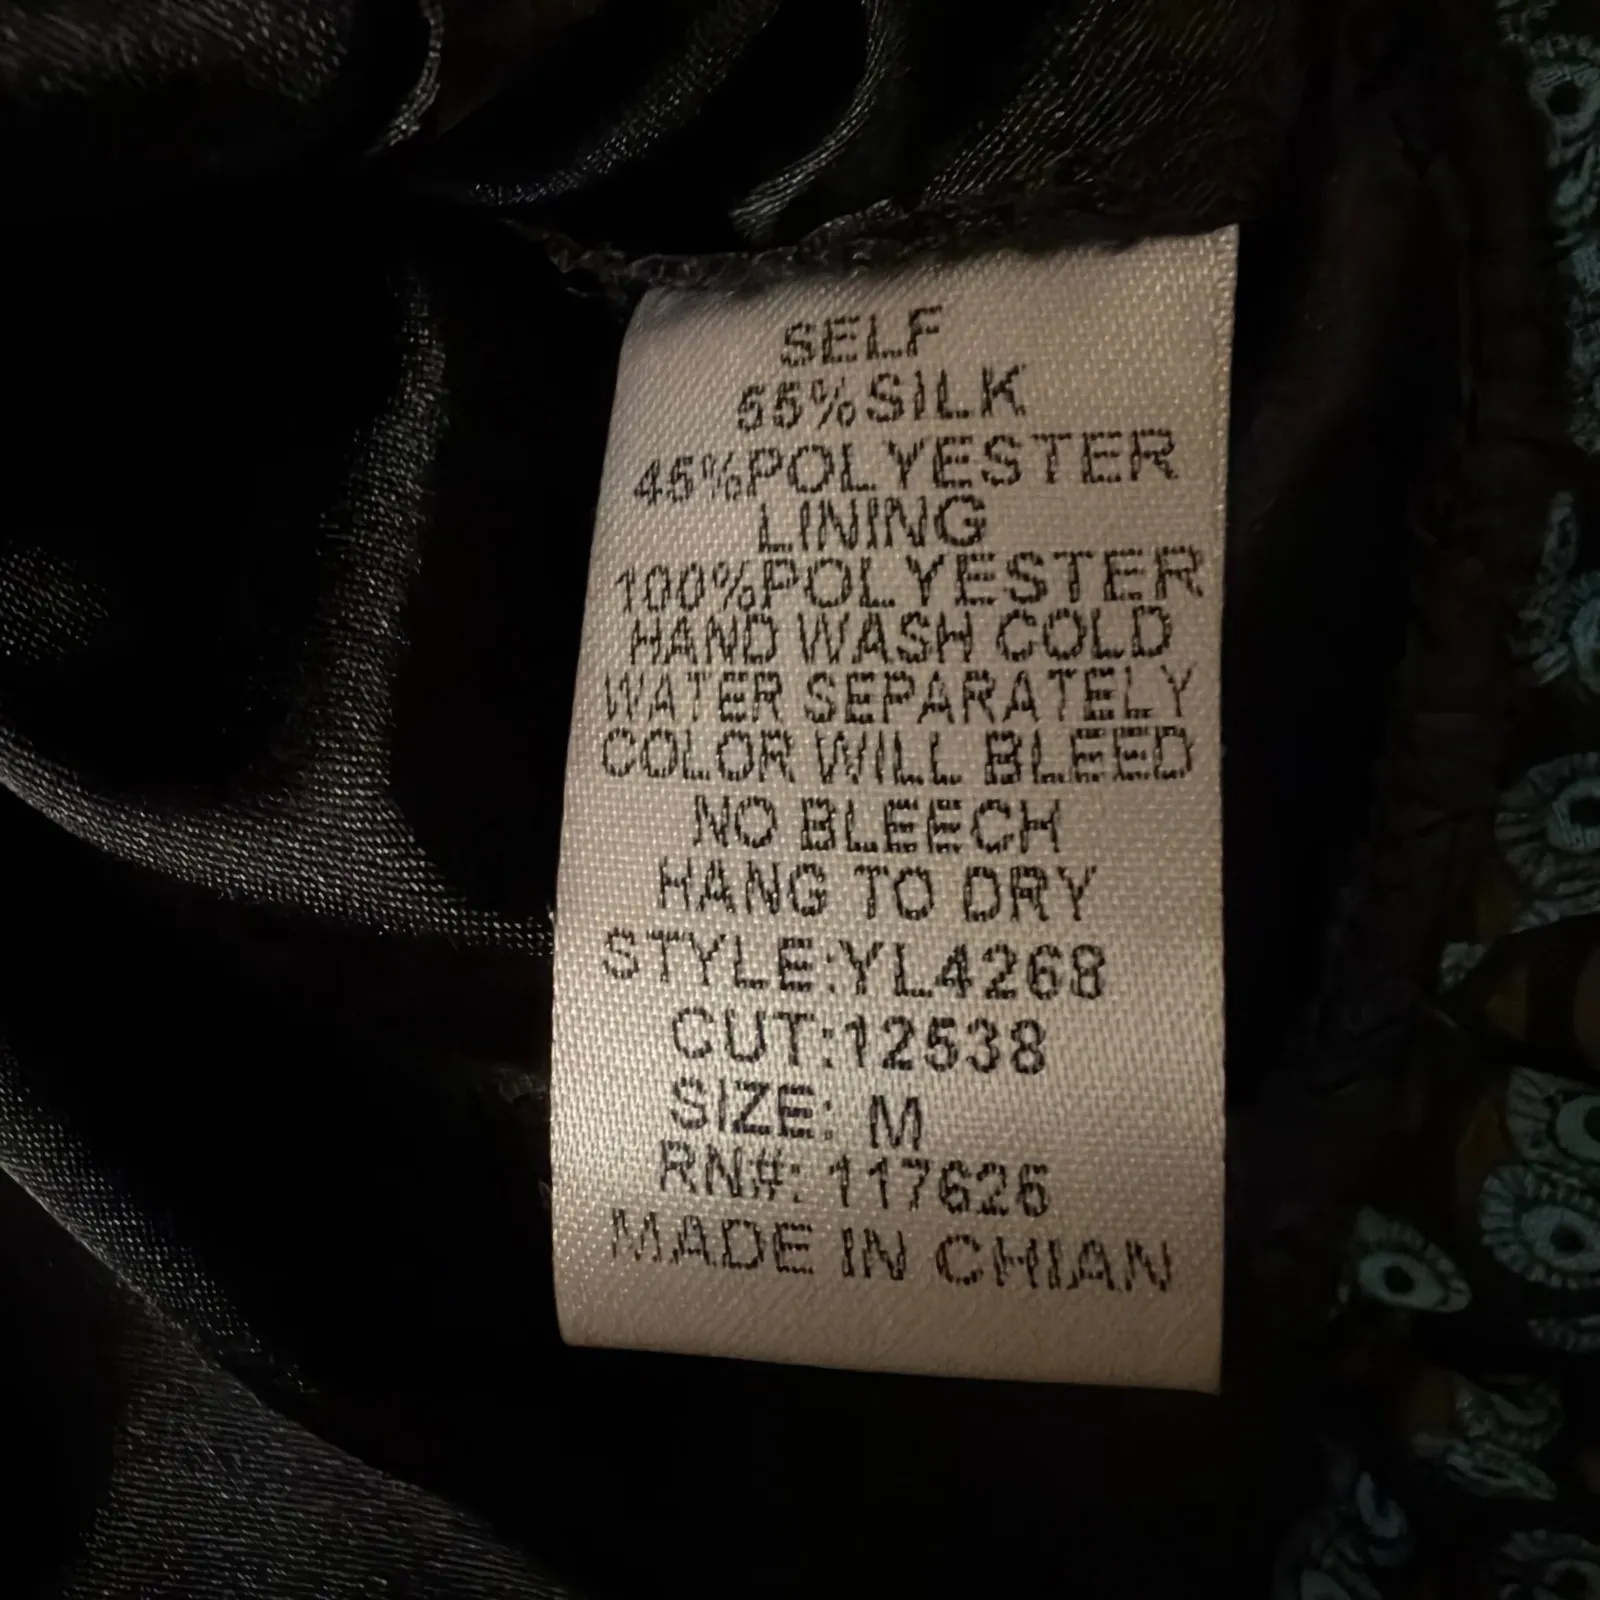 SELF
55%SILK
45%POLYESTER
LINING
100%POLYESTER
HAND WASH COLD
WATER SEPARATELY
COLOR WILL BLEED
NO BLEECH
HANG TO DRY
STYLE:YL4268
CUT:12538
SIZE: M
RN#: 117626
MADE IN CHIAN